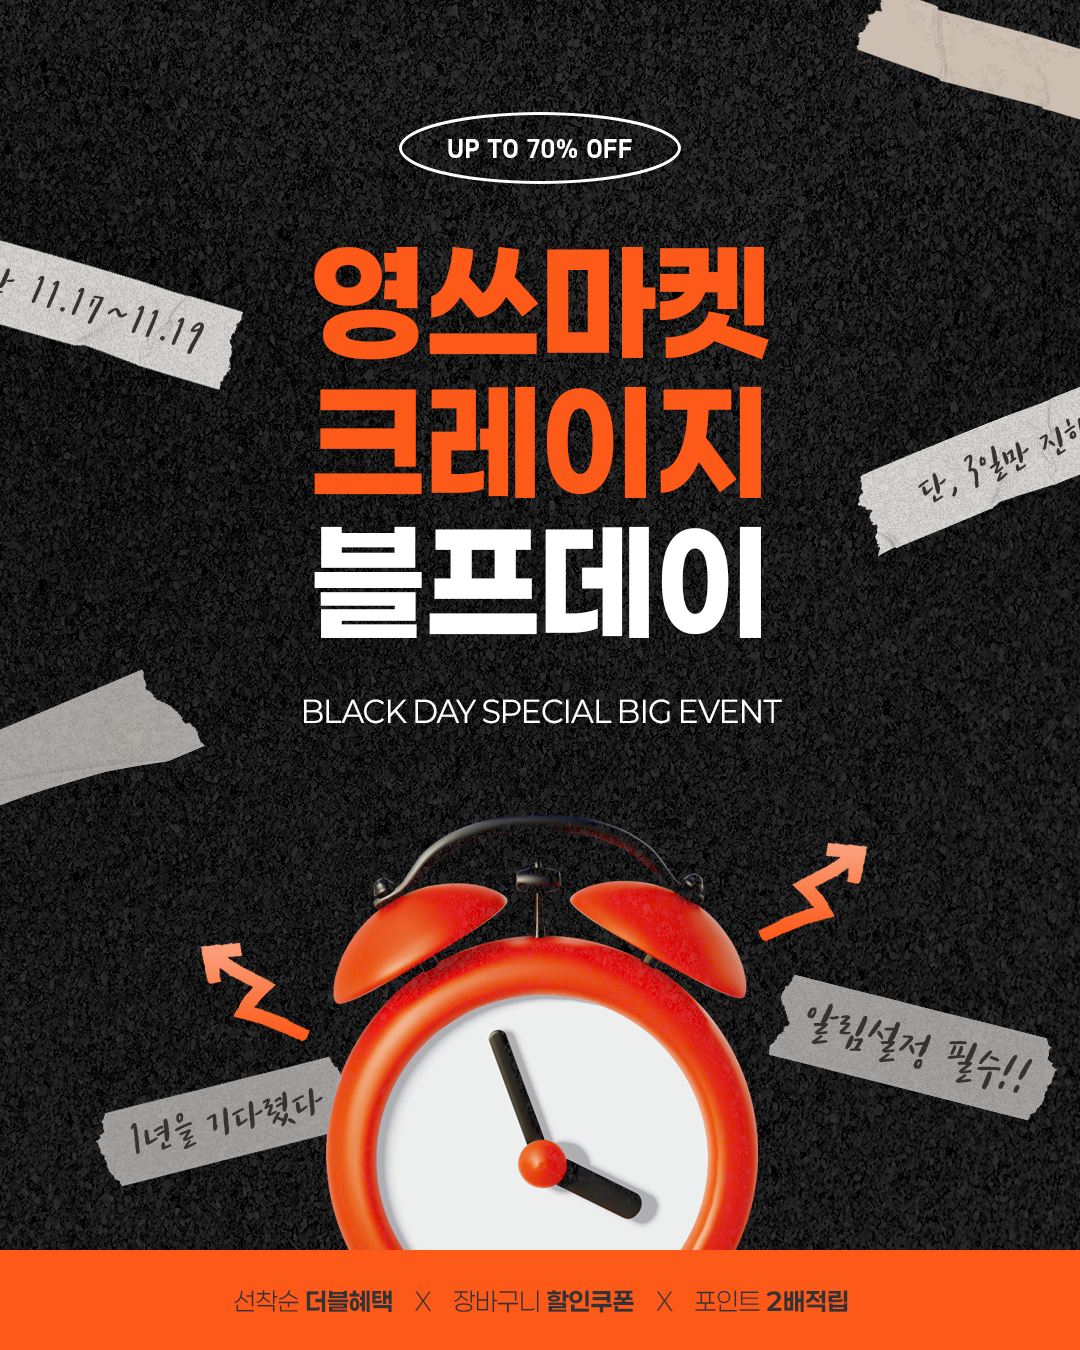 UP TO 70% OFF
11.17~11.19
영쓰마켓
크레이지
단, 3일만
블프데이
BLACK DAY SPECIAL BIG EVENT
알림설정 필수!!
1년을 기다렸다
선착순 더블혜택 X 장바구니 할인쿠폰 X 포인트 2배적립